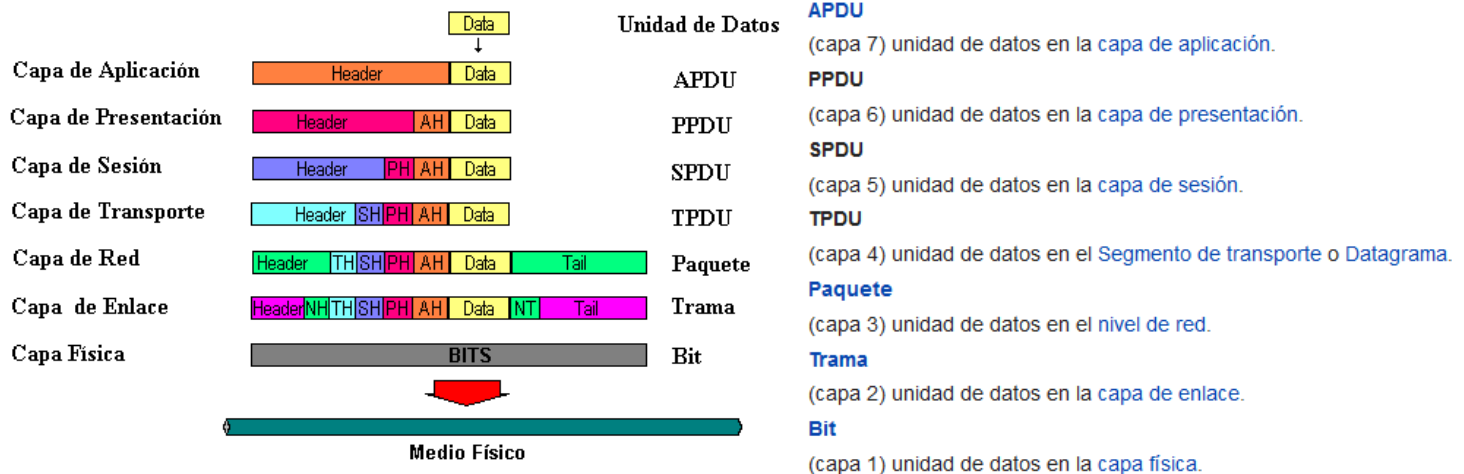 Data Unidad de Datos
Capa de Aplicación Header Data APDU
Capa de Presentación Header AH Data PPDU
Capa de Sesión Header PH AH Data SPDU
Capa de Transporte Header SH PH AH Data TPDU
Capa de Red Header TH SH PH AH Data Tail Paquete
Capa de Enlace Header NH TH SH PH AH Data NT Tail Trama
Capa Física BITS Bit
Medio Físico
APDU
(capa 7) unidad de datos en la capa de aplicación.
PPDU
(capa 6) unidad de datos en la capa de presentación.
SPDU
(capa 5) unidad de datos en la capa de sesión.
TPDU
(capa 4) unidad de datos en el Segmento de transporte o Datagrama.
Paquete
(capa 3) unidad de datos en el nivel de red.
Trama
(capa 2) unidad de datos en la capa de enlace.
Bit
(capa 1) unidad de datos en la capa física.